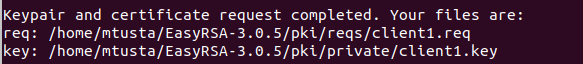 Keypair and certificate request completed. Your files are:
req: /home/mtusta/EasyRSA-3.0.5/pki/reqs/client1.req
key: /home/mtusta/EasyRSA-3.0.5/pki/private/client1.key